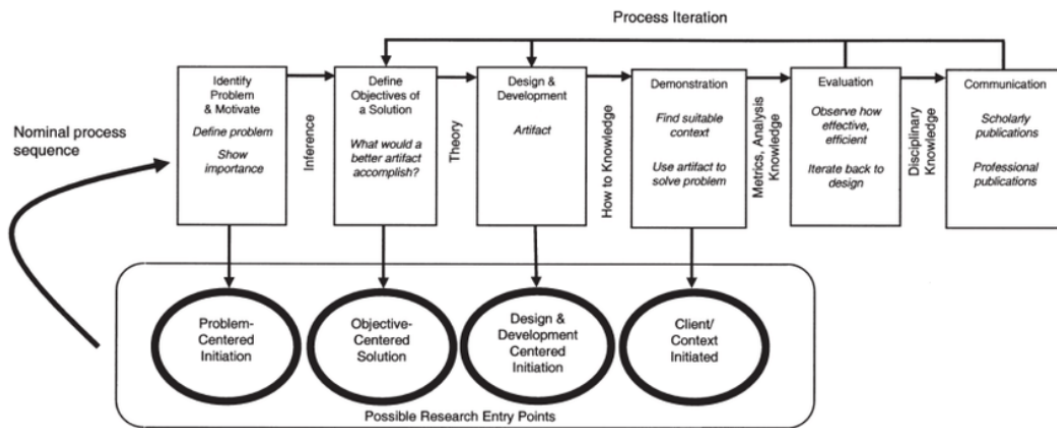 Process Iteration
Nominal process
sequence
Identify
Problem
& Motivate
Define problem
Show
importance
Inference
Define
Objectives of
a Solution
What would a
better artifact
accomplish?
Theory
Design &
Development
Artifact
How to Knowledge
Demonstration
Find suitable
context
Use artifact to
solve problem
Metrics, Analysis
Knowledge
Evaluation
Observe how
effective,
efficient
Iterate back to
design
Disciplinary
Knowledge
Communication
Scholarly
publications
Professional
publications
Problem-
Centered
Initiation
Objective-
Centered
Solution
Design &
Development
Centered
Initiation
Client/
Context
Initiated
Possible Research Entry Points